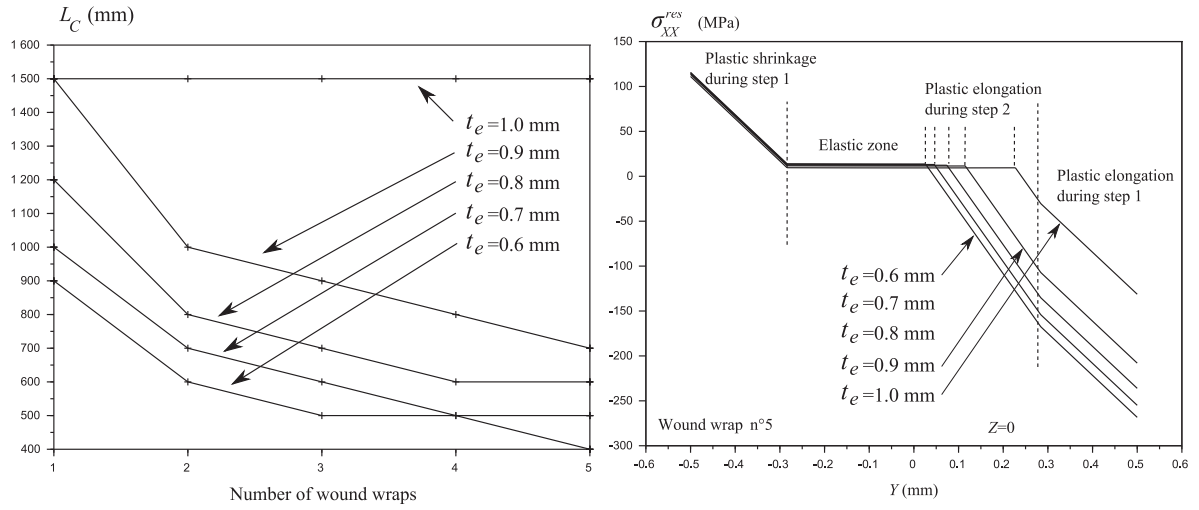 L_C (mm)
1 600
1 500
1 400
1 300
1 200
1 100
1 000
900
800
700
600
500
400
1
2
3
4
5
Number of wound wraps
t_e=1.0 mm
t_e=0.9 mm
t_e=0.8 mm
t_e=0.7 mm
t_e=0.6 mm
σ_XX^res (MPa)
150
100
50
0
-50
-100
-150
-200
-250
-300
Plastic shrinkage
during step 1
Plastic elongation
during step 2
Elastic zone
Plastic elongation
during step 1
t_e=0.6 mm
t_e=0.7 mm
t_e=0.8 mm
t_e=0.9 mm
t_e=1.0 mm
Wound wrap n°5
Z=0
-0.6
-0.5
-0.4
-0.3
-0.2
-0.1
0
0.1
0.2
0.3
0.4
0.5
0.6
Y (mm)